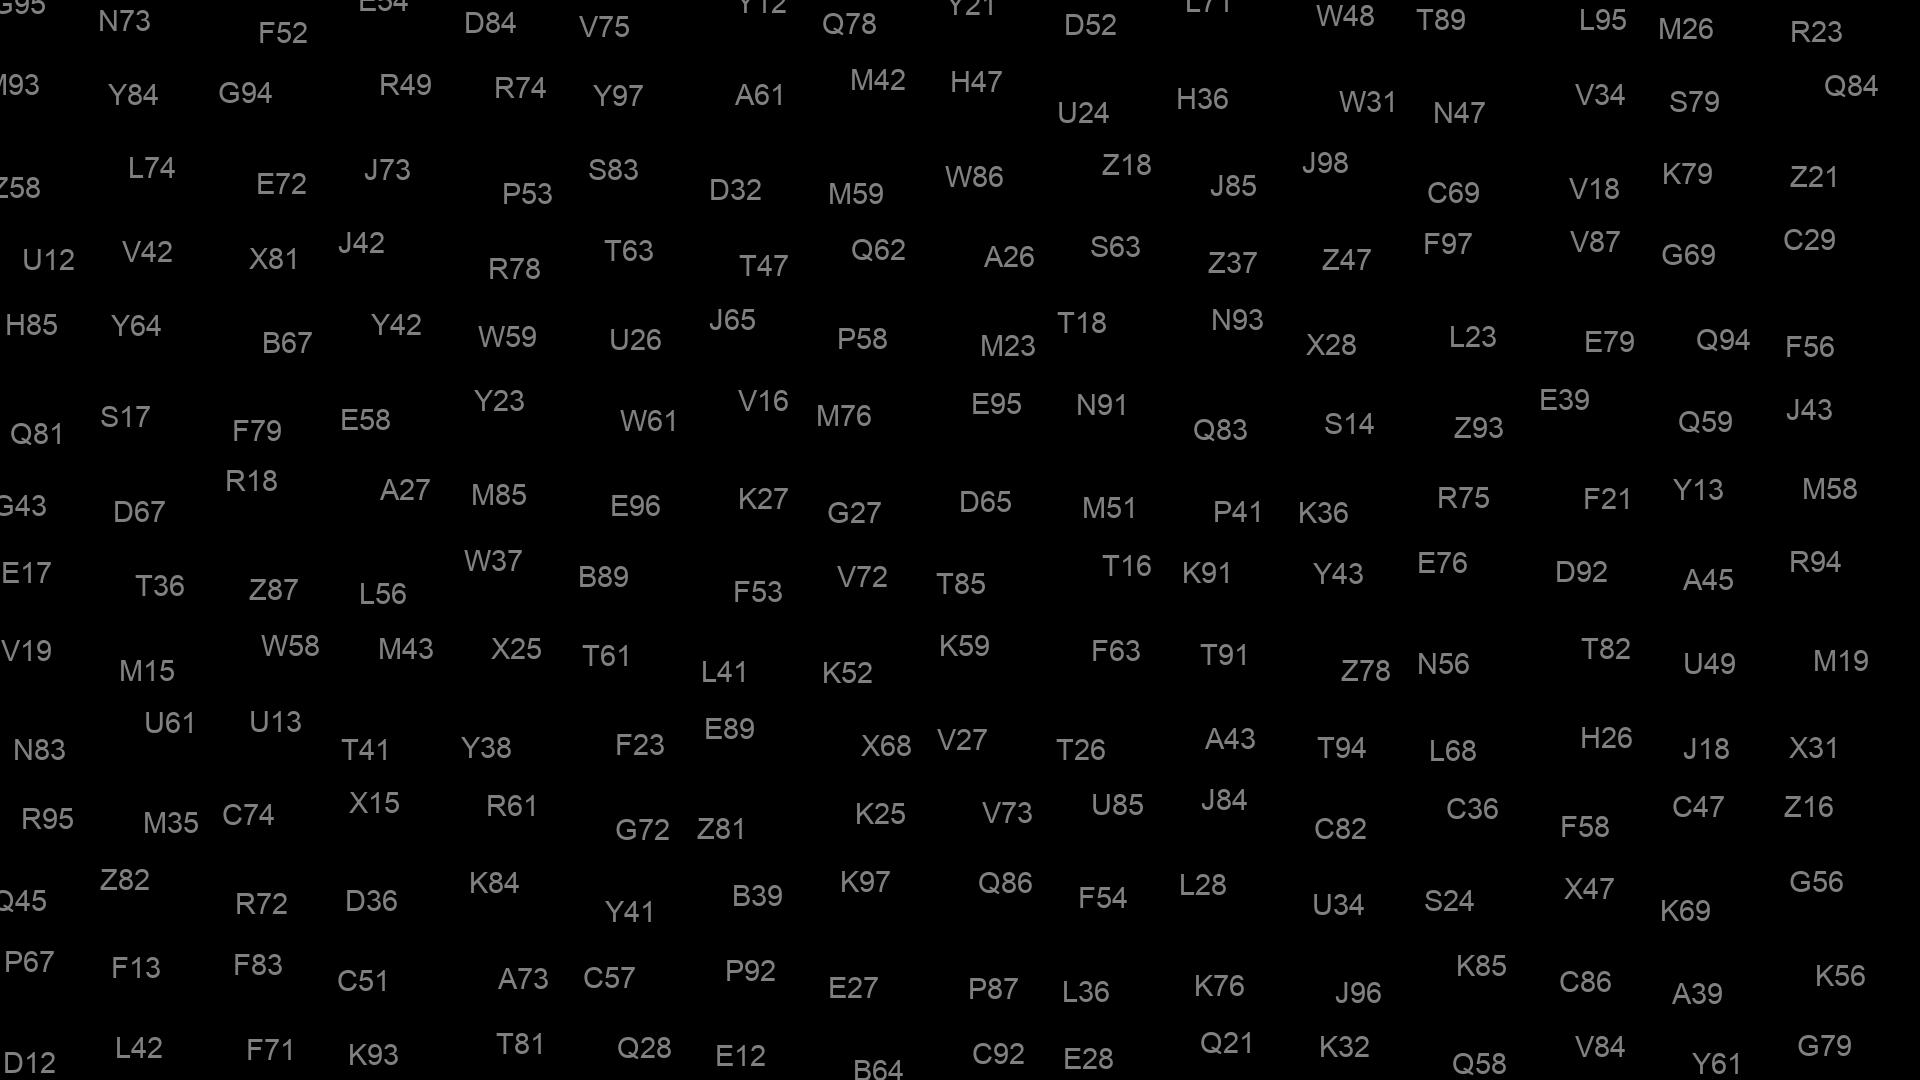 G95 N73 F52 E54 D84 V75 Y12 Q78 Y21 D52 L71 W48 T89 L95 M26 R23
M93 Y84 G94 R49 R74 Y97 A61 M42 H47 U24 H36 W31 N47 V34 S79 Q84
Z58 L74 E72 J73 P53 S83 D32 M59 W86 Z18 J85 J98 C69 V18 K79 Z21
U12 V42 X81 J42 R78 T63 T47 Q62 A26 S63 Z37 Z47 F97 V87 G69 C29
H85 Y64 B67 Y42 W59 U26 J65 P58 M23 T18 N93 X28 L23 E79 Q94 F56
Q81 S17 F79 E58 Y23 W61 V16 M76 E95 N91 Q83 S14 Z93 E39 Q59 J43
G43 D67 R18 A27 M85 E96 K27 G27 D65 M51 P41 K36 R75 F21 Y13 M58
E17 T36 Z87 L56 W37 B89 F53 V72 T85 T16 K91 Y43 E76 D92 A45 R94
V19 M15 W58 M43 X25 T61 L41 K52 K59 F63 T91 Z78 N56 T82 U49 M19
N83 U61 U13 T41 Y38 F23 E89 X68 V27 T26 A43 T94 L68 H26 J18 X31
R95 M35 C74 X15 R61 G72 Z81 K25 V73 U85 J84 C82 C36 F58 C47 Z16
Q45 Z82 R72 D36 K84 Y41 B39 K97 Q86 F54 L28 U34 S24 X47 K69 G56
P67 F13 F83 C51 A73 C57 P92 E27 P87 L36 K76 J96 K85 C86 A39 K56
D12 L42 F71 K93 T81 Q28 E12 B64 C92 E28 Q21 K32 Q58 V84 Y61 G79